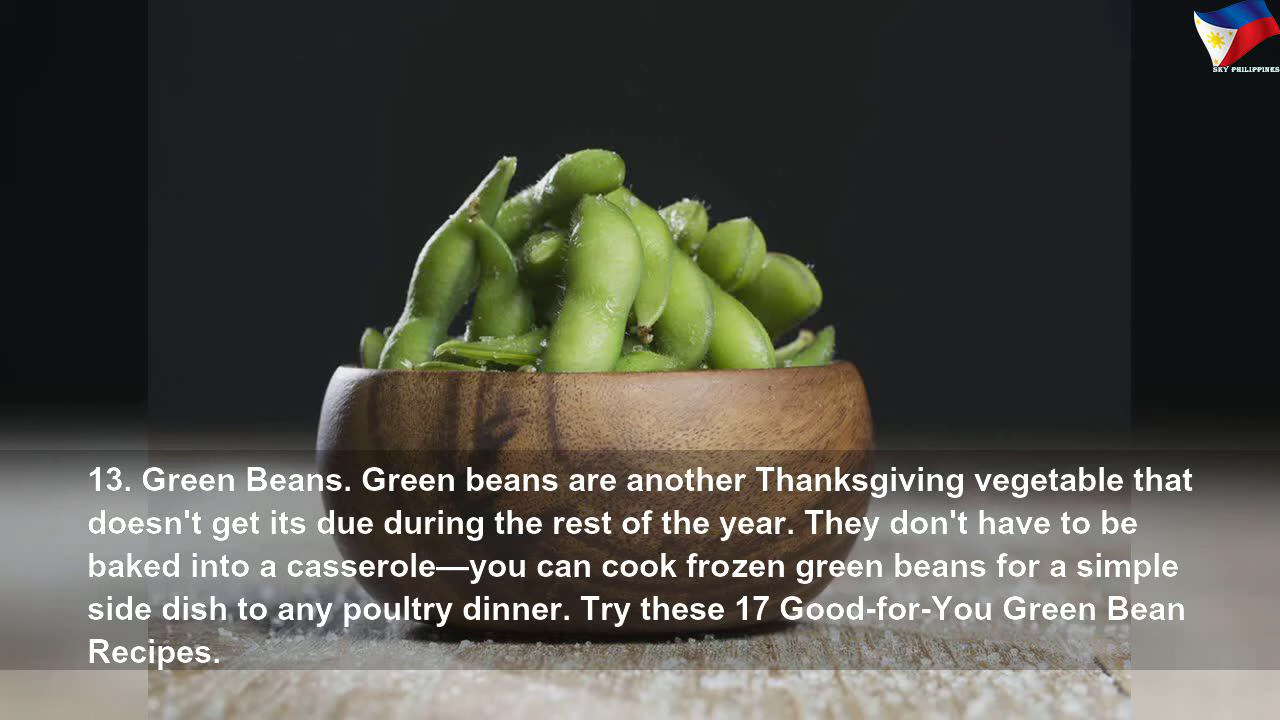 SKY PHILIPPINES
13. Green Beans. Green beans are another Thanksgiving vegetable that
doesn't get its due during the rest of the year. They don't have to be
baked into a casserole—you can cook frozen green beans for a simple
side dish to any poultry dinner. Try these 17 Good-for-You Green Bean
Recipes.